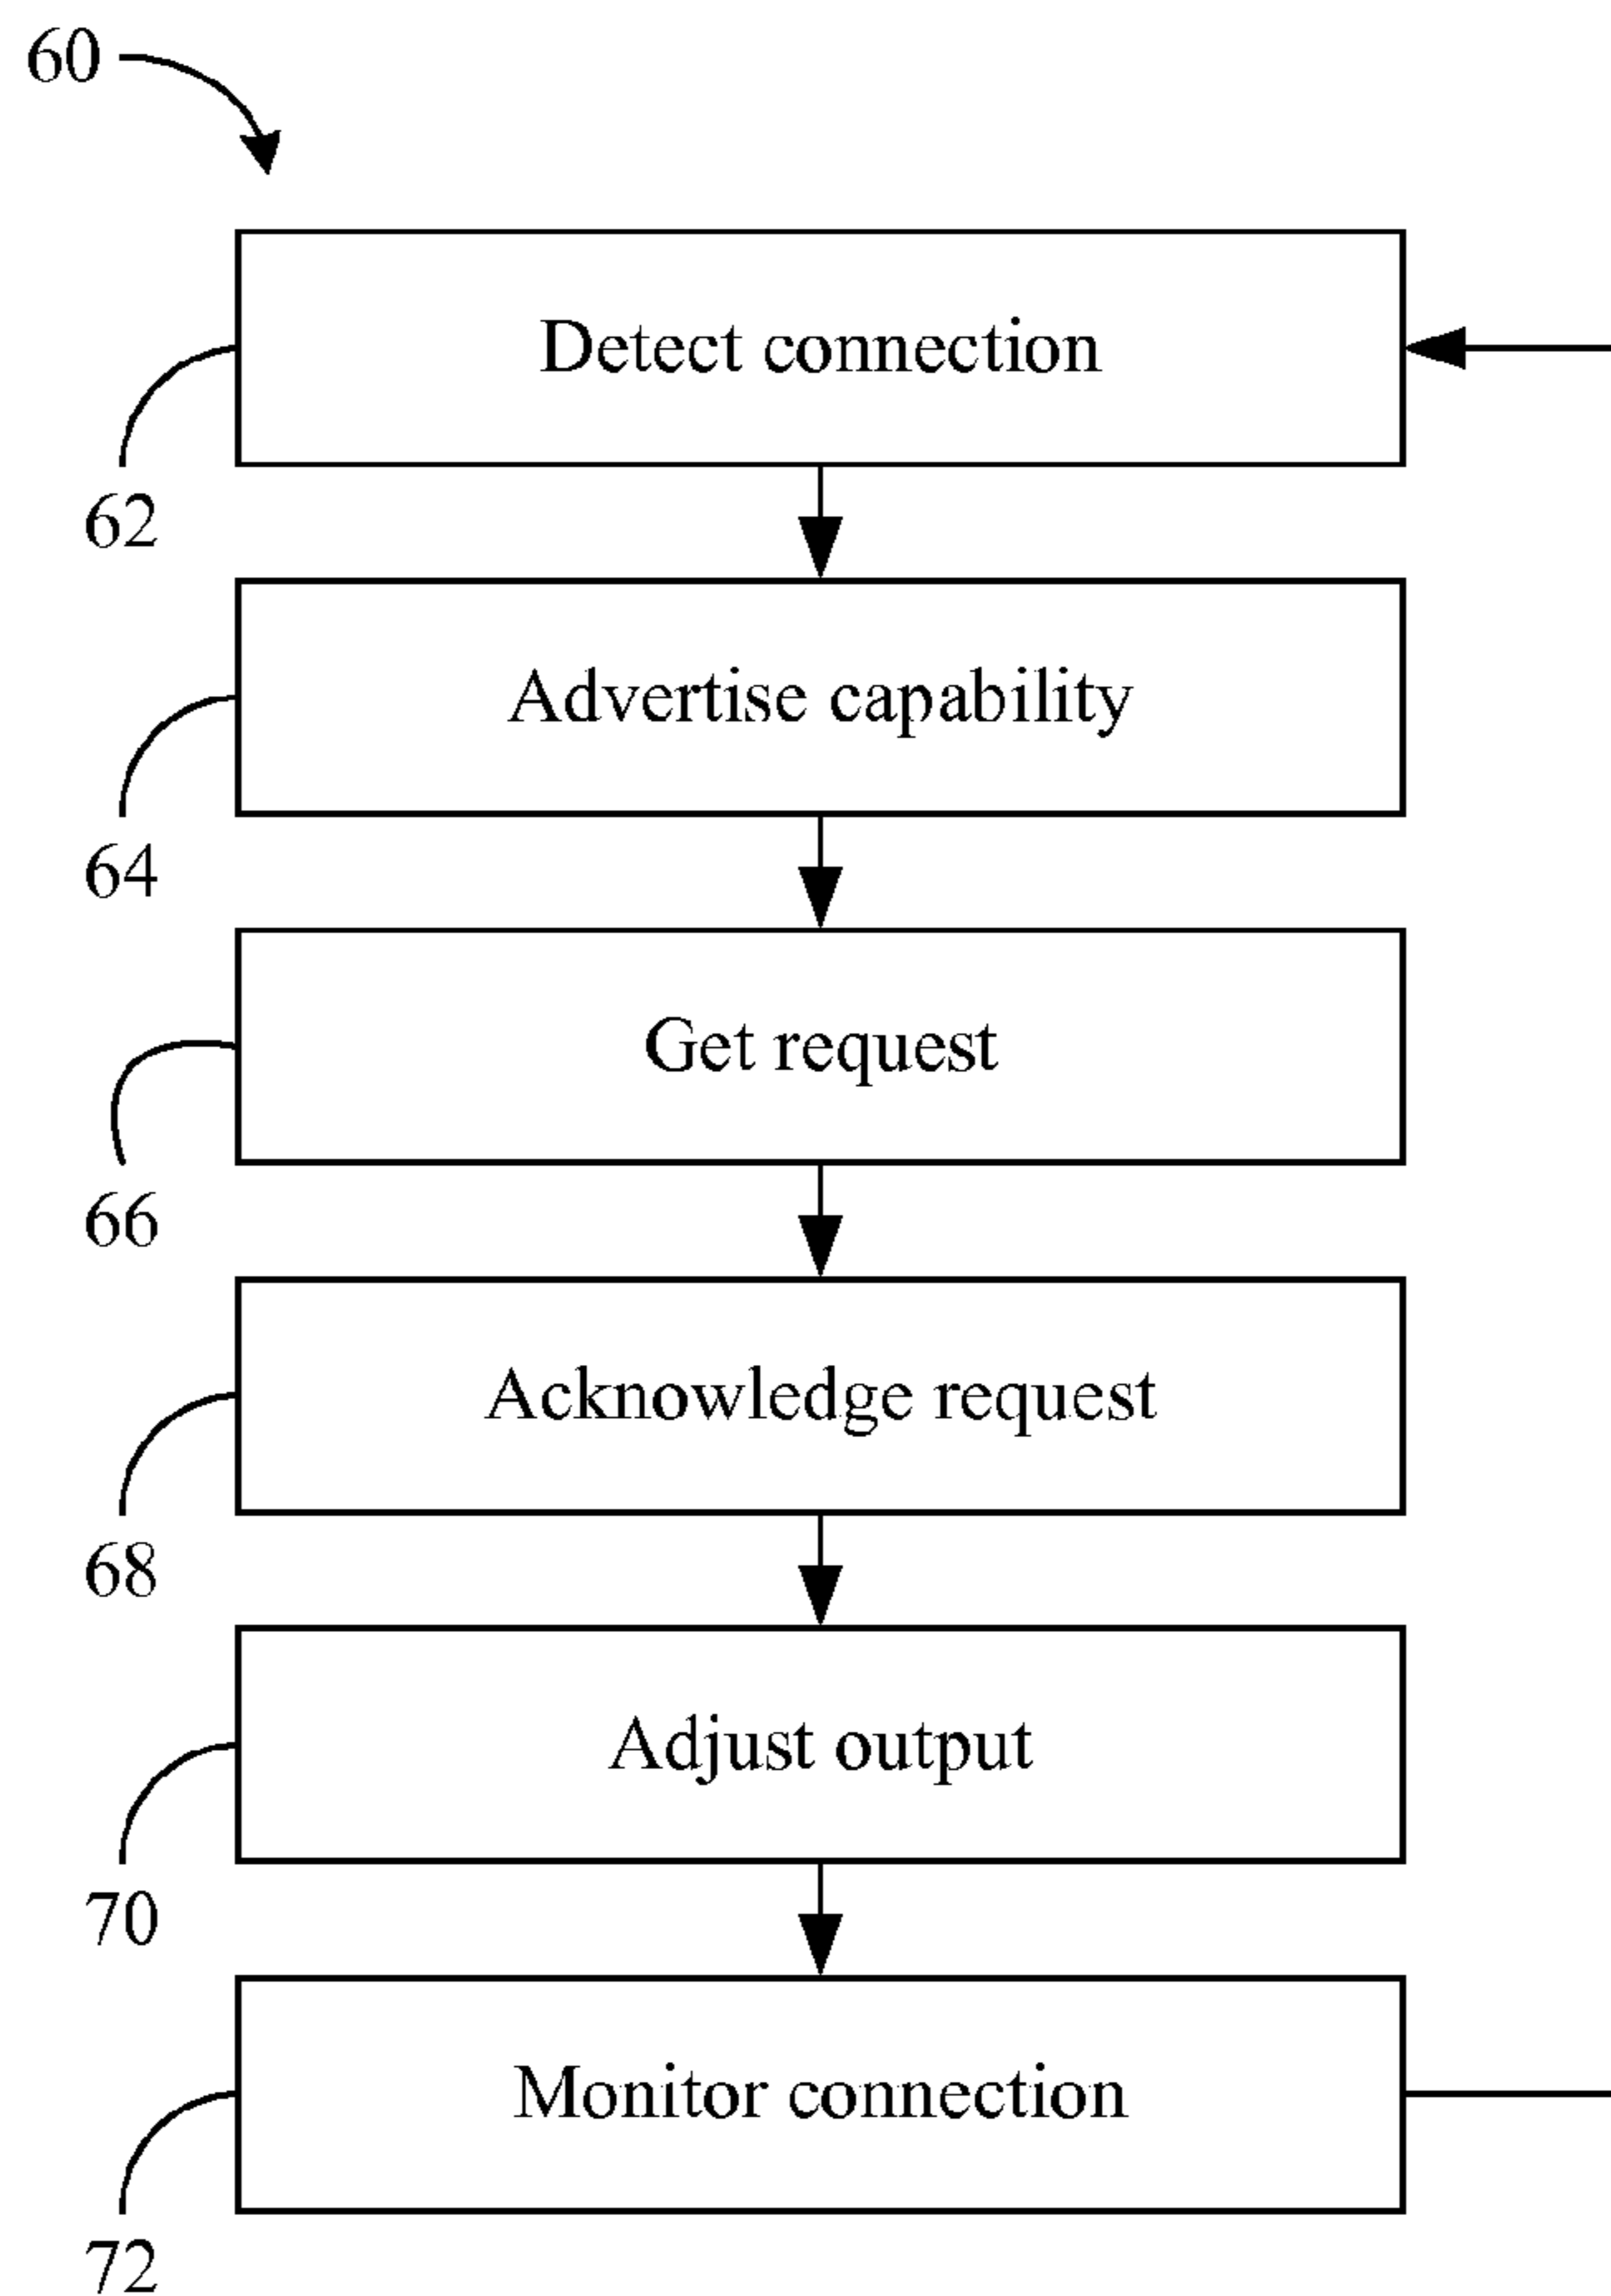 60
Detect connection
62
Advertise capability
64
Get request
66
Acknowledge request
68
Adjust output
70
Monitor connection
72